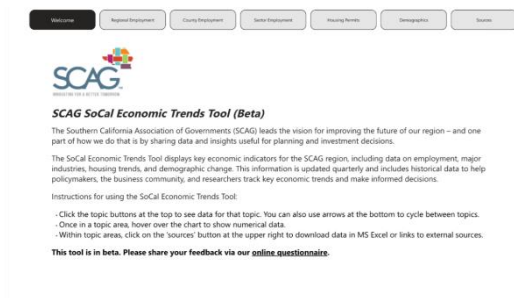 Welcome
Regional Employment
County Employment
Sector Employment
Housing Permits
Demographics
Sources
SCAG
INNOVATING FOR A BETTER TOMORROW
SCAG SoCal Economic Trends Tool (Beta)
The Southern California Association of Governments (SCAG) leads the vision for improving the future of our region – and one
part of how we do that is by sharing data and insights useful for planning and investment decisions.
The SoCal Economic Trends Tool displays key economic indicators for the SCAG region, including data on employment, major
industries, housing trends, and demographic change. This information is updated quarterly and includes historical data to help
policymakers, the business community, and researchers track key economic trends and make informed decisions.
Instructions for using the SoCal Economic Trends Tool:
- Click the topic buttons at the top to see data for that topic. You can also use arrows at the bottom to cycle between topics.
- Once in a topic area, hover over the chart to show numerical data.
- Within topic areas, click on the 'sources' button at the upper right to download data in MS Excel or links to external sources.
This tool is in beta. Please share your feedback via our online questionnaire.